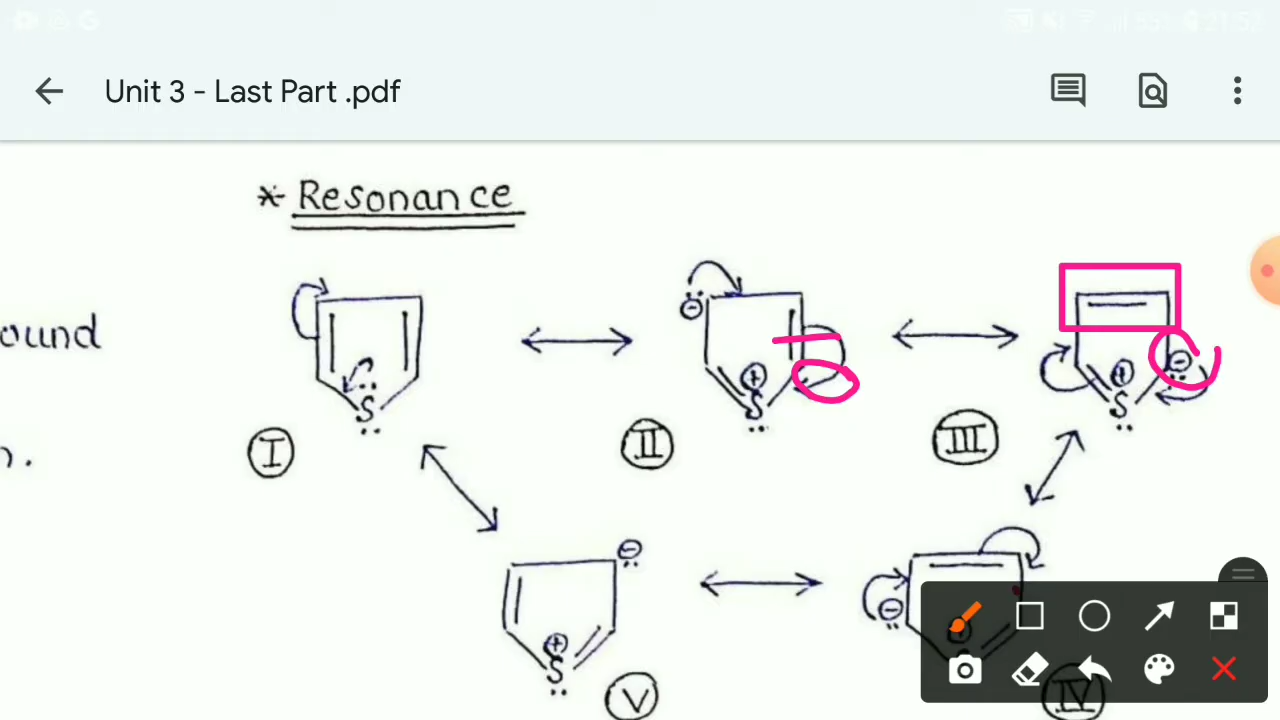 Unit 3 - Last Part .pdf
* Resonance
ound
n.
S
I
⊖
⊕
S
II
⊖
⊕
S
III
⊖
⊕
S
V
⊖
IV